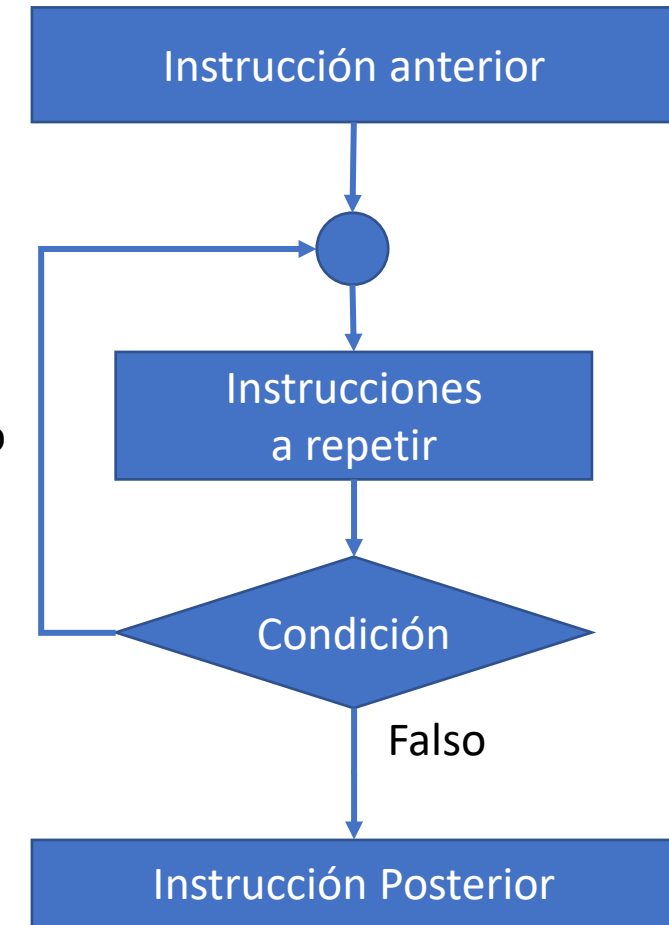 Instrucción anterior
Instrucciones
a repetir
Condición
Falso
Instrucción Posterior